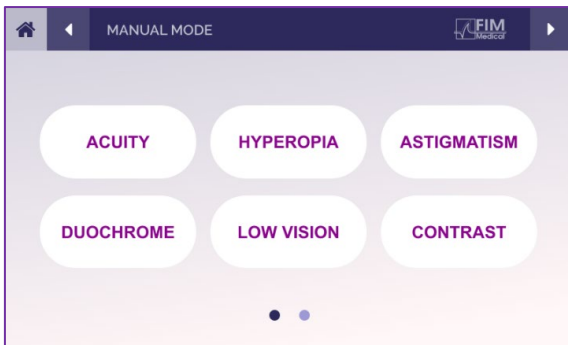 MANUAL MODE
FIM
Medical
ACUITY HYPEROPIA ASTIGMATISM
DUOCHROME LOW VISION CONTRAST